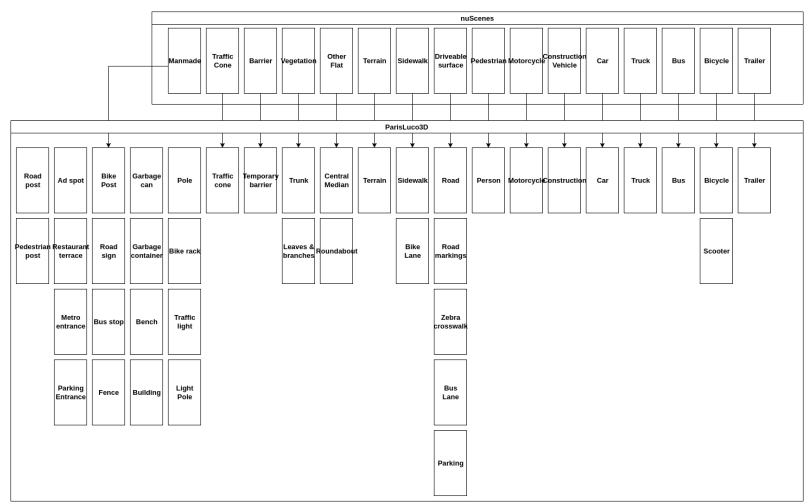 nuScenes
Manmade
Traffic
Cone
Barrier
Vegetation
Other
Flat
Terrain
Sidewalk
Driveable
surface
Pedestrian
Motorcycle
Construction
Vehicle
Car
Truck
Bus
Bicycle
Trailer
ParisLuco3D
Road
post
Ad spot
Bike
Post
Garbage
can
Pole
Traffic
cone
Temporary
barrier
Trunk
Central
Median
Terrain
Sidewalk
Road
Person
Motorcycle
Construction
Car
Truck
Bus
Bicycle
Trailer
Pedestrian
post
Restaurant
terrace
Road
sign
Garbage
container
Bike rack
Leaves &
branches
Roundabout
Bike
Lane
Road
markings
Scooter
Metro
entrance
Bus stop
Bench
Traffic
light
Zebra
crosswalk
Parking
Entrance
Fence
Building
Light
Pole
Bus
Lane
Parking